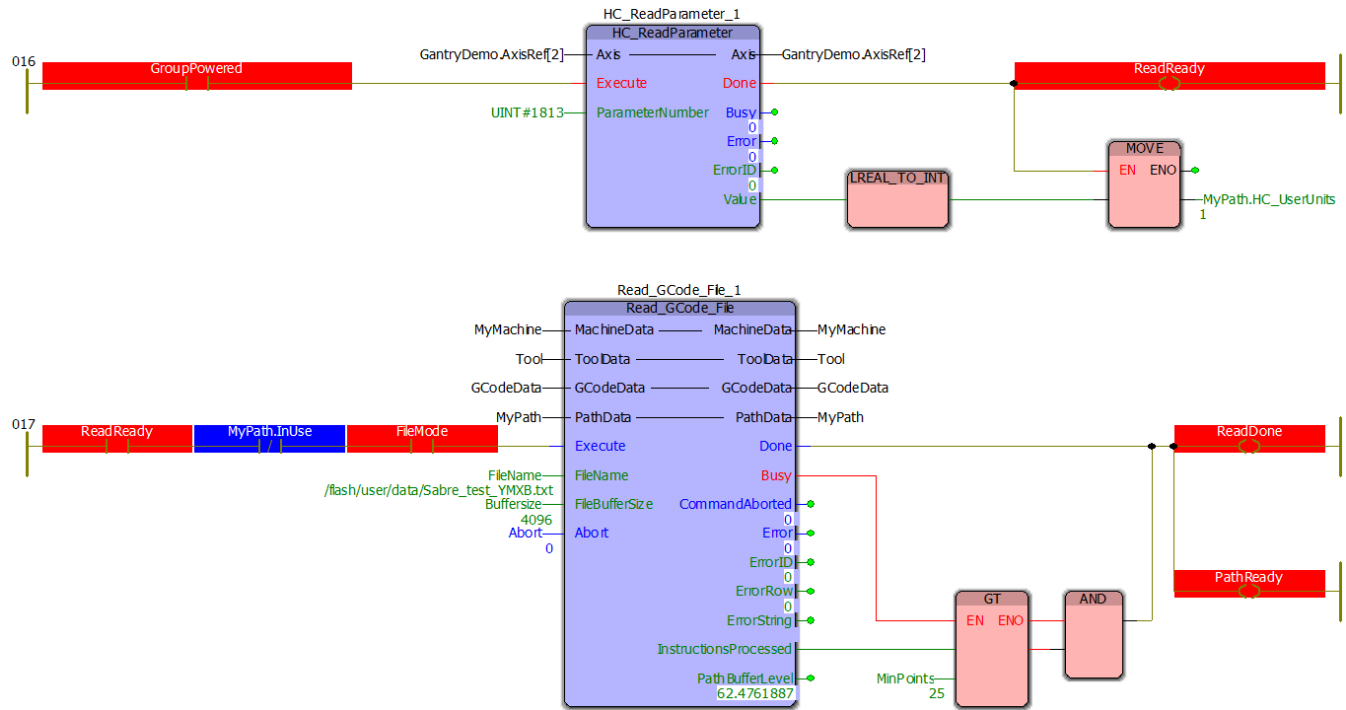 HC_ReadParameter_1
HC_ReadParameter
GantryDemo.AxisRef[2] Axis Axis GantryDemo.AxisRef[2]
016 GroupPowered Execute Done ReadReady
UINT#1813 ParameterNumber Busy
0
Error
0
ErrorID
0
MOVE
EN ENO
LREAL_TO_INT
Value MyPath.HC_UserUnits
1
Read_GCode_File_1
Read_GCode_File
MyMachine MachineData MachineData MyMachine
Tool ToolData ToolData Tool
GCodeData GCodeData GCodeData GCodeData
MyPath PathData PathData MyPath
017 ReadReady MyPath.InUse FileMode Execute Done ReadDone
FileName FileName Busy
/flash/user/data/Sabre_test_YMXB.txt
Buffersize FileBufferSize CommandAborted
4096 0
Abort Abort Error
0 0
ErrorID
0
PathReady
ErrorRow
0
GT AND
ErrorString EN ENO
InstructionsProcessed
PathBufferLevel MinPoints
62.4761887 25